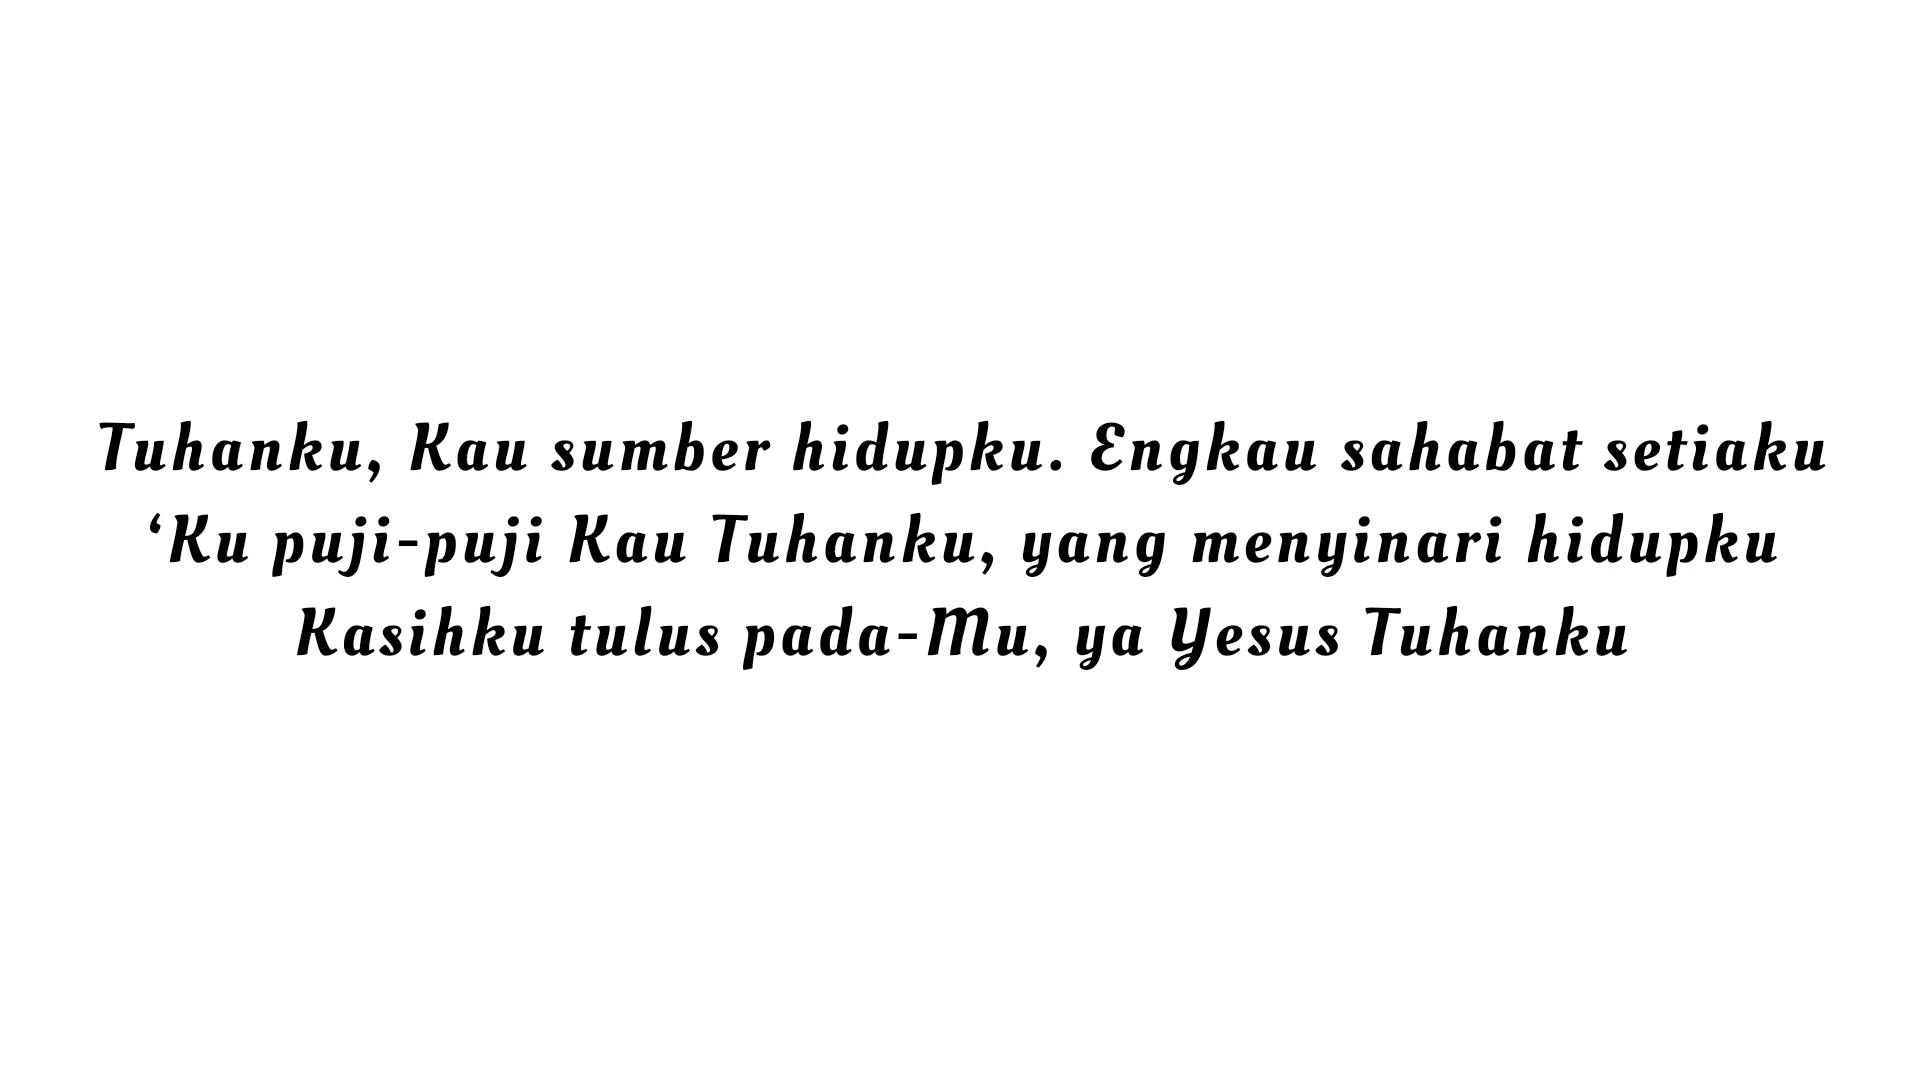 Tuhanku, Kau sumber hidupku. Engkau sahabat setiaku
‘Ku puji-puji Kau Tuhanku, yang menyinari hidupku
Kasihku tulus pada-Mu, ya Yesus Tuhanku